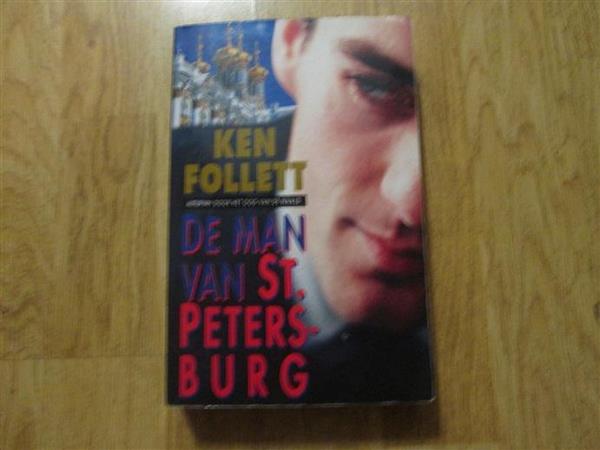 KEN
FOLLETT
DE MAN
VAN ST.
PETERS-
BURG